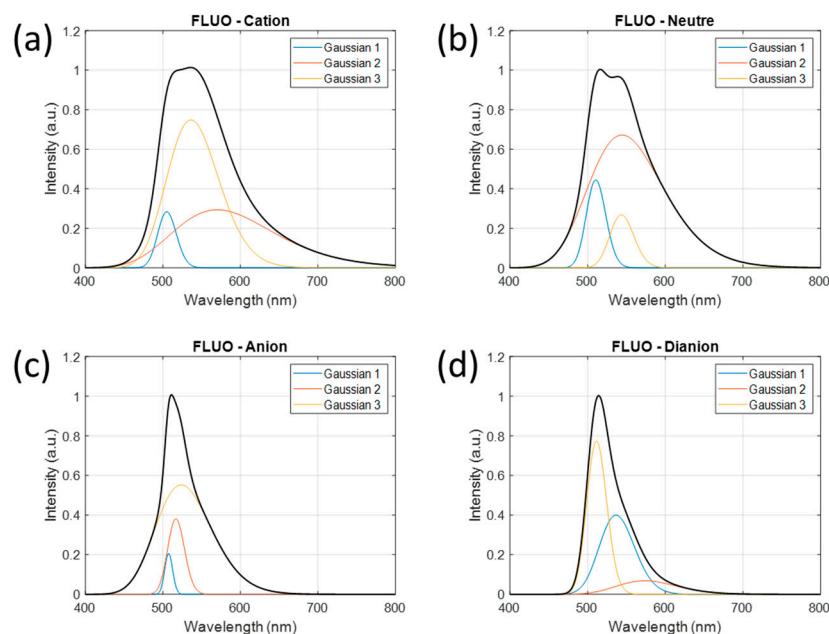 (a)
FLUO - Cation
1.2
1
0.8
0.6
0.4
0.2
0
Intensity (a.u.)
Gaussian 1
Gaussian 2
Gaussian 3
400 500 600 700 800
Wavelength (nm)
(b)
FLUO - Neutre
1.2
1
0.8
0.6
0.4
0.2
0
Intensity (a.u.)
Gaussian 1
Gaussian 2
Gaussian 3
400 500 600 700 800
Wavelength (nm)
(c)
FLUO - Anion
1.2
1
0.8
0.6
0.4
0.2
0
Intensity (a.u.)
Gaussian 1
Gaussian 2
Gaussian 3
400 500 600 700 800
Wavelength (nm)
(d)
FLUO - Dianion
1.2
1
0.8
0.6
0.4
0.2
0
Intensity (a.u.)
Gaussian 1
Gaussian 2
Gaussian 3
400 500 600 700 800
Wavelength (nm)